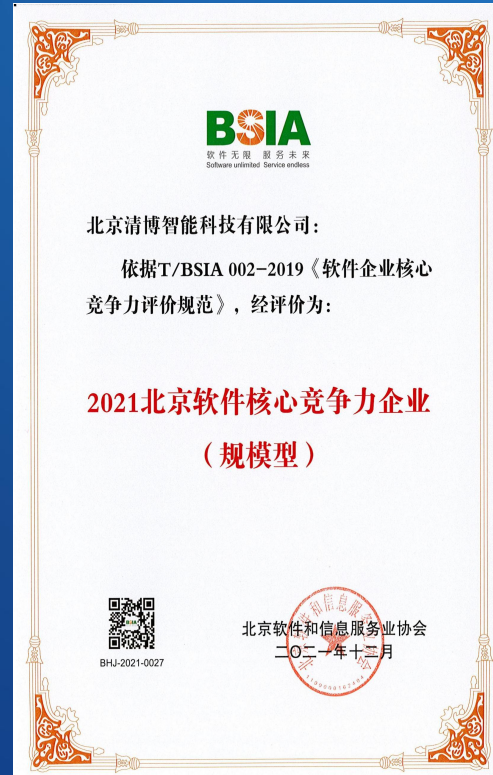 BSIA
软件无限 服务未来
Software unlimited Service endless
北京清博智能科技有限公司：
依据T/BSIA 002-2019《软件企业核心
竞争力评价规范》，经评价为：
2021北京软件核心竞争力企业
（规模型）
BSIA
BHJ-2021-0027
北京软件和信息服务业协会
二〇二一年十二月